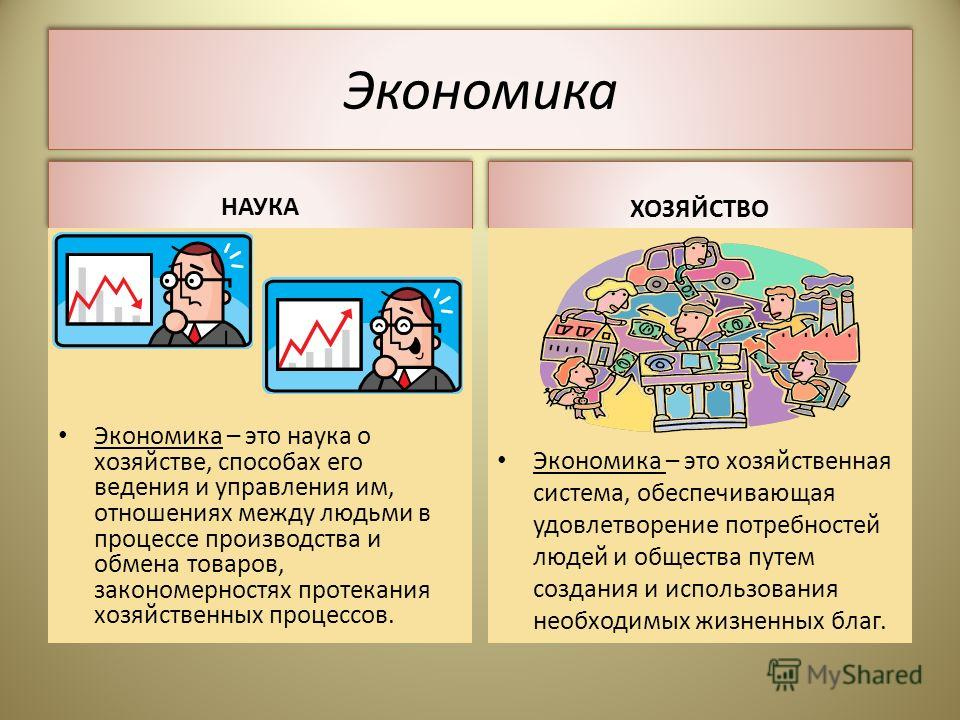 Экономика
НАУКА
• Экономика – это наука о
хозяйстве, способах его
ведения и управления им,
отношениях между людьми в
процессе производства и
обмена товаров,
закономерностях протекания
хозяйственных процессов.
ХОЗЯЙСТВО
• Экономика – это хозяйственная
система, обеспечивающая
удовлетворение потребностей
людей и общества путем
создания и использования
необходимых жизненных благ.
MyShared